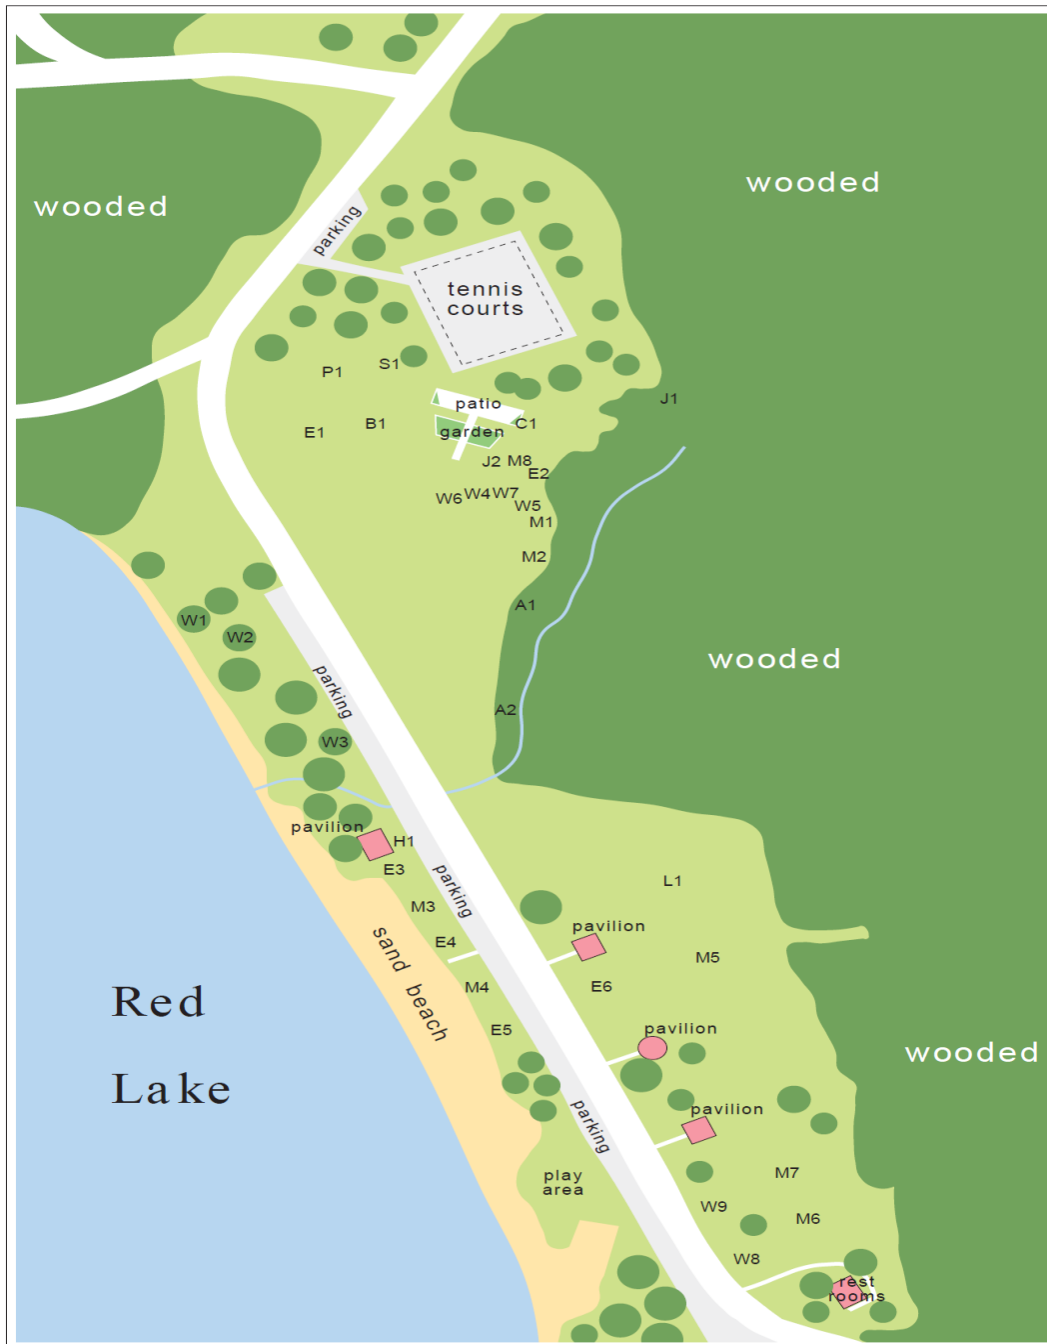 wooded
wooded
parking
tennis
courts
P1
S1
J1
patio
E1
B1
garden
C1
J2
M8
E2
W6
W4
W7
W5
M1
M2
A1
W1
W2
wooded
parking
A2
W3
pavilion
H1
E3
parking
L1
M3
sand beach
E4
pavilion
M5
M4
E6
Red
E5
pavilion
wooded
Lake
parking
pavilion
play
area
M7
W9
M6
W8
rest
rooms